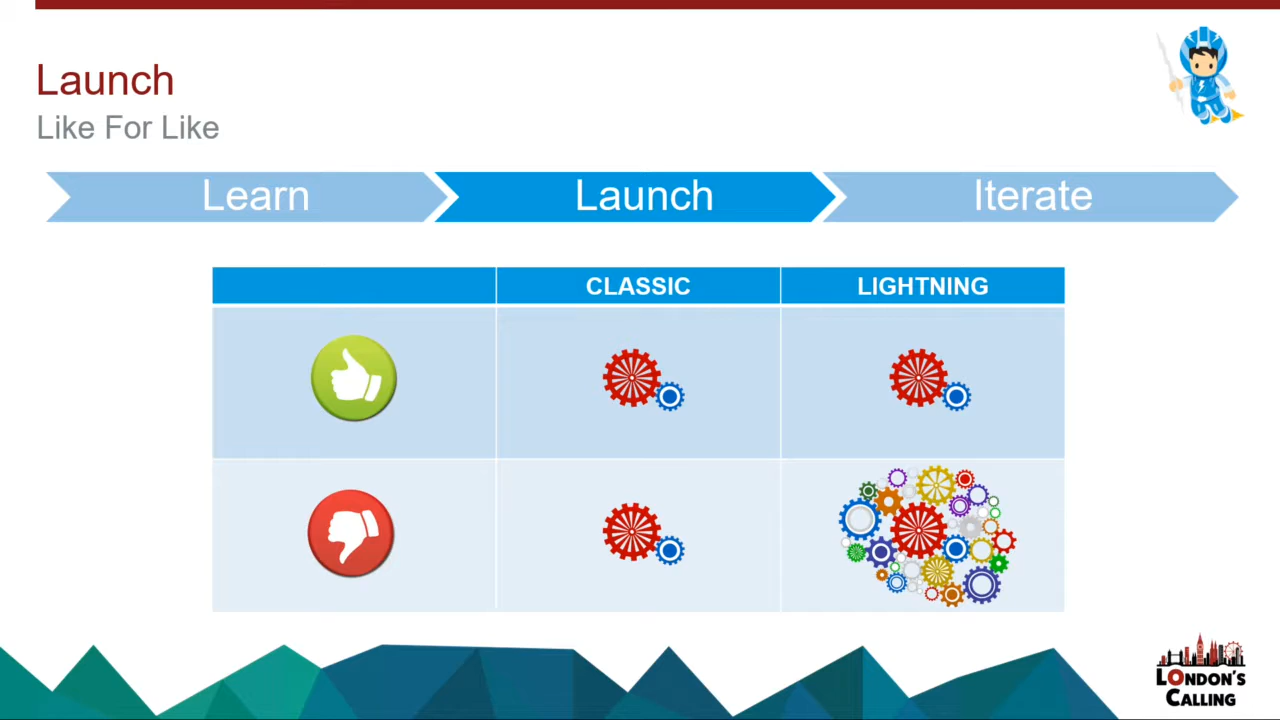 Launch
Like For Like
Learn
Launch
Iterate
CLASSIC
LIGHTNING
LONDON'S
CALLING